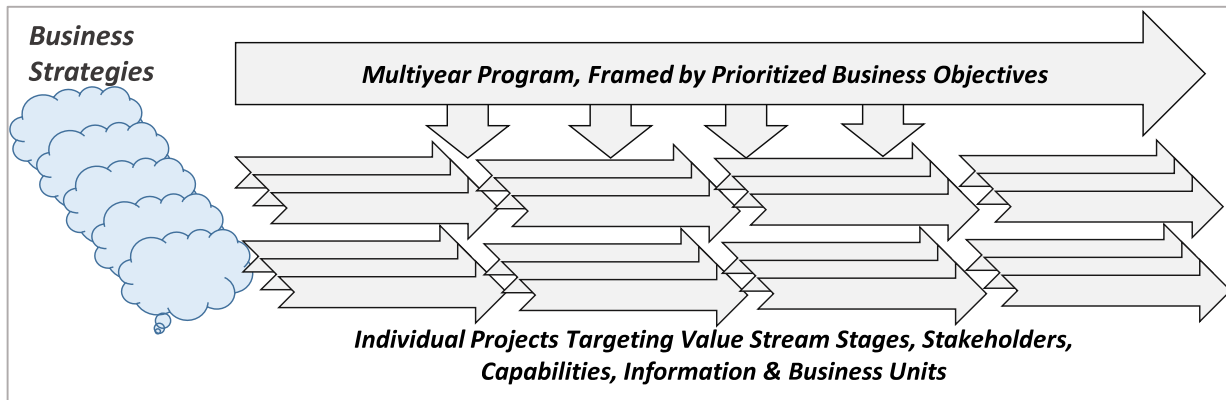 Business
Strategies
Multiyear Program, Framed by Prioritized Business Objectives
Individual Projects Targeting Value Stream Stages, Stakeholders,
Capabilities, Information & Business Units